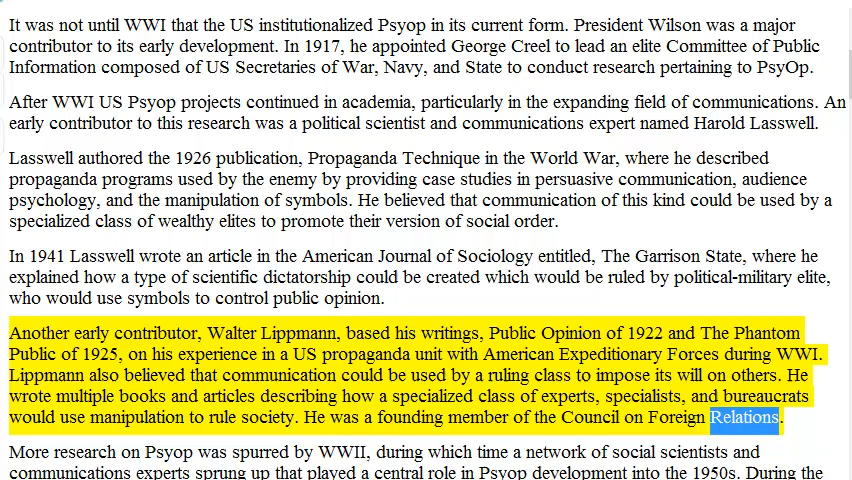 It was not until WWI that the US institutionalized Psyop in its current form. President Wilson was a major
contributor to its early development. In 1917, he appointed George Creel to lead an elite Committee of Public
Information composed of US Secretaries of War, Navy, and State to conduct research pertaining to PsyOp.
After WWI US Psyop projects continued in academia, particularly in the expanding field of communications. An
early contributor to this research was a political scientist and communications expert named Harold Lasswell.
Lasswell authored the 1926 publication, Propaganda Technique in the World War, where he described
propaganda programs used by the enemy by providing case studies in persuasive communication, audience
psychology, and the manipulation of symbols. He believed that communication of this kind could be used by a
specialized class of wealthy elites to promote their version of social order.
In 1941 Lasswell wrote an article in the American Journal of Sociology entitled, The Garrison State, where he
explained how a type of scientific dictatorship could be created which would be ruled by political-military elite,
who would use symbols to control public opinion.
Another early contributor, Walter Lippmann, based his writings, Public Opinion of 1922 and The Phantom
Public of 1925, on his experience in a US propaganda unit with American Expeditionary Forces during WWI.
Lippmann also believed that communication could be used by a ruling class to impose its will on others. He
wrote multiple books and articles describing how a specialized class of experts, specialists, and bureaucrats
would use manipulation to rule society. He was a founding member of the Council on Foreign Relations.
More research on Psyop was spurred by WWII, during which time a network of social scientists and
communications experts sprung up that played a central role in Psyop development into the 1950s. During the